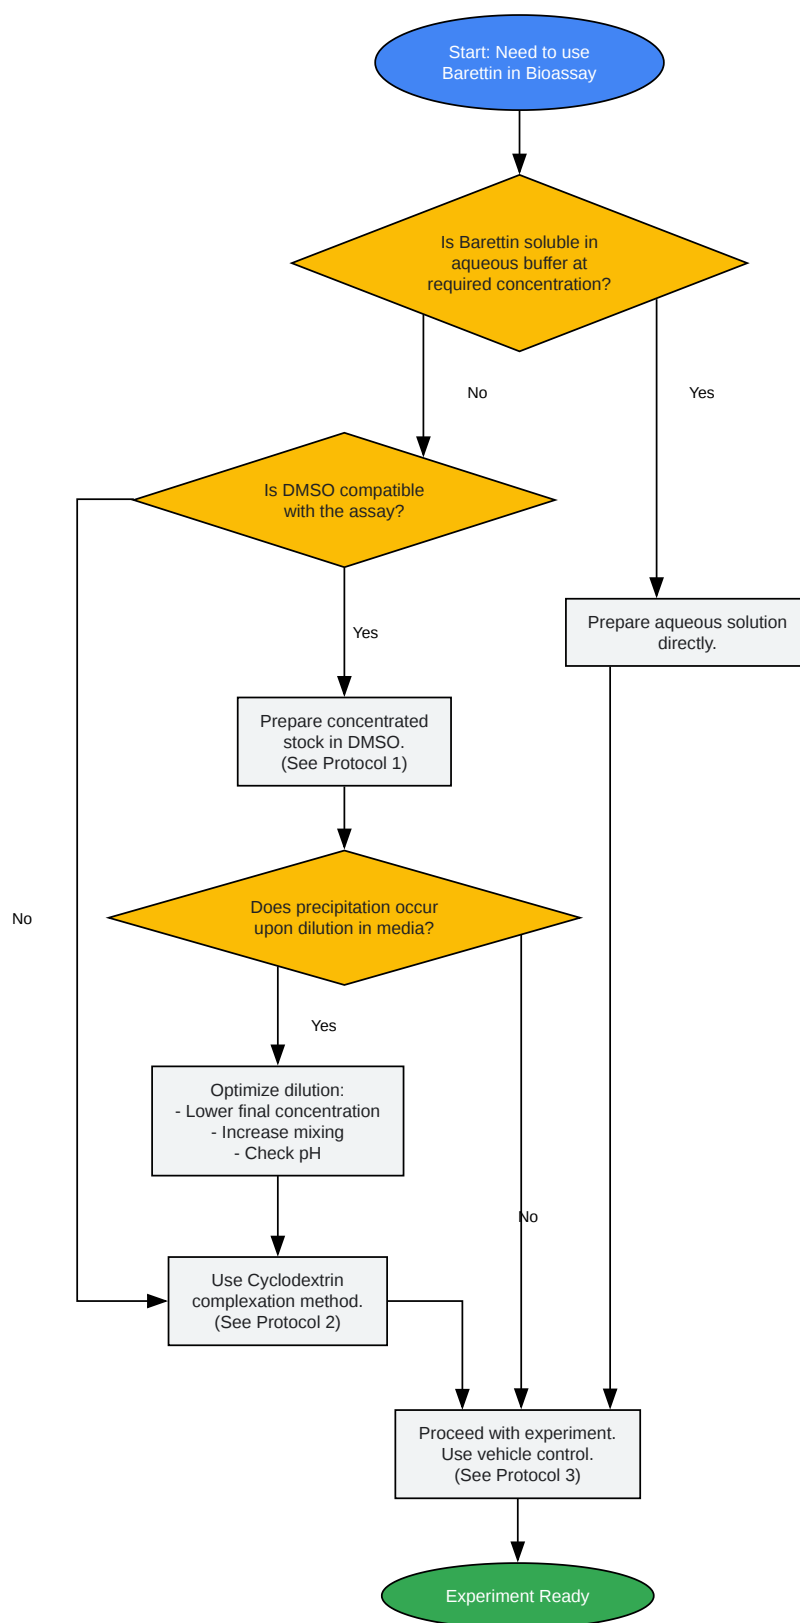 Start: Need to use
Barettin in Bioassay
Is Barettin soluble in
aqueous buffer at
required concentration?
No
Yes
Is DMSO compatible
with the assay?
Yes
Prepare aqueous solution
directly.
Prepare concentrated
stock in DMSO.
(See Protocol 1)
No
Does precipitation occur
upon dilution in media?
Yes
Optimize dilution:
- Lower final concentration
- Increase mixing
- Check pH
No
Use Cyclodextrin
complexation method.
(See Protocol 2)
Proceed with experiment.
Use vehicle control.
(See Protocol 3)
Experiment Ready